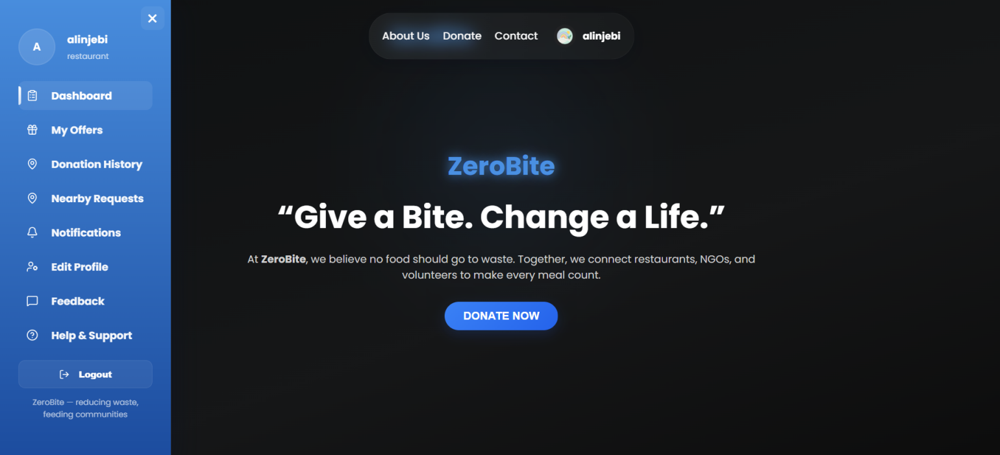 A
alinjebi
restaurant
Dashboard
My Offers
Donation History
Nearby Requests
Notifications
Edit Profile
Feedback
Help & Support
Logout
ZeroBite — reducing waste,
feeding communities
About Us Donate Contact alinjebi
ZeroBite
“Give a Bite. Change a Life.”
At ZeroBite, we believe no food should go to waste. Together, we connect restaurants, NGOs, and
volunteers to make every meal count.
DONATE NOW